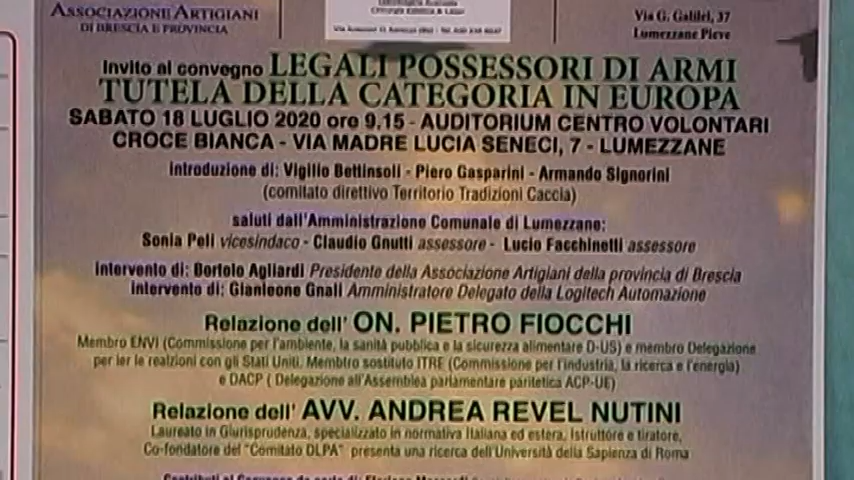 ASSOCIAZIONE ARTIGIANI
DI BRESCIA E PROVINCIA
Via G. Galilei, 37
Lumezzane Pieve
Invito al convegno LEGALI POSSESSORI DI ARMI
TUTELA DELLA CATEGORIA IN EUROPA
SABATO 18 LUGLIO 2020 ore 9.15 - AUDITORIUM CENTRO VOLONTARI
CROCE BIANCA - VIA MADRE LUCIA SENECI, 7 - LUMEZZANE
introduzione di: Vigilio Bettinsoli - Piero Gasparini - Armando Signorini
(comitato direttivo Territorio Tradizioni Caccia)
saluti dall'Amministrazione Comunale di Lumezzane:
Sonia Peli vicesindaco - Claudio Gnutti assessore - Lucio Facchinetti assessore
intervento di: Bortolo Agliardi Presidente della Associazione Artigiani della provincia di Brescia
intervento di: Gianleone Gnali Amministratore Delegato della Logitech Automazione
Relazione dell' ON. PIETRO FIOCCHI
Membro ENVI (Commissione per l'ambiente, la sanità pubblica e la sicurezza alimentare D-US) e membro Delegazione
per ler le realzioni con gli Stati Uniti. Membtro sostituto ITRE (Commissione per l'industria, la ricerca e l'energia)
e DACP ( Delegazione all'Assemblea parlamentare paritetica ACP-UE)
Relazione dell' AVV. ANDREA REVEL NUTINI
Laureato in Giurisprudenza, specializzato in normativa Italiana ed estera, Istruttore e tiratore,
Co-fondatore del "Comitato DLPA" presenta una ricerca dell'Università della Sapienza di Roma